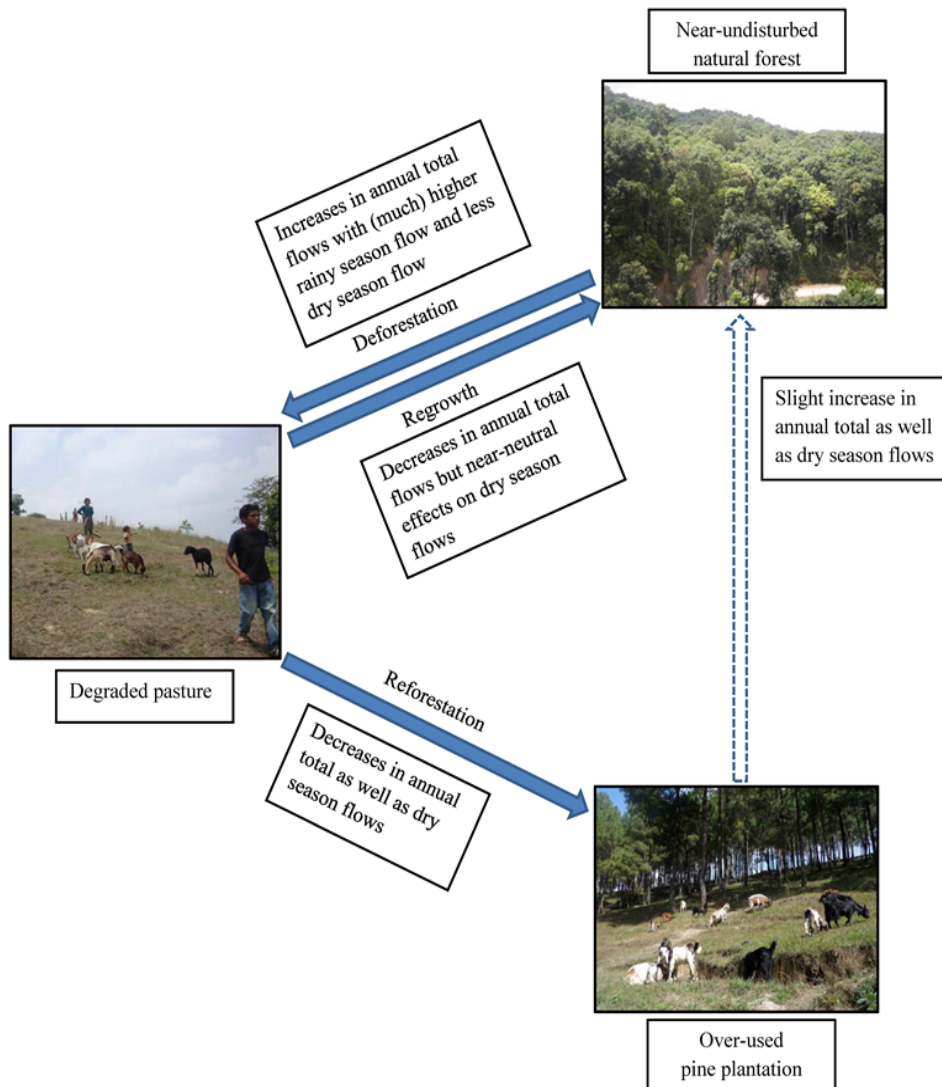 Near-undisturbed
natural forest
Increases in annual total
flows with (much) higher
rainy season flow and less
dry season flow
Deforestation
Regrowth
Decreases in annual total
flows but near-neutral
effects on dry season
flows
Slight increase in
annual total as well
as dry season flows
Degraded pasture
Reforestation
Decreases in annual
total as well as dry
season flows
Over-used
pine plantation